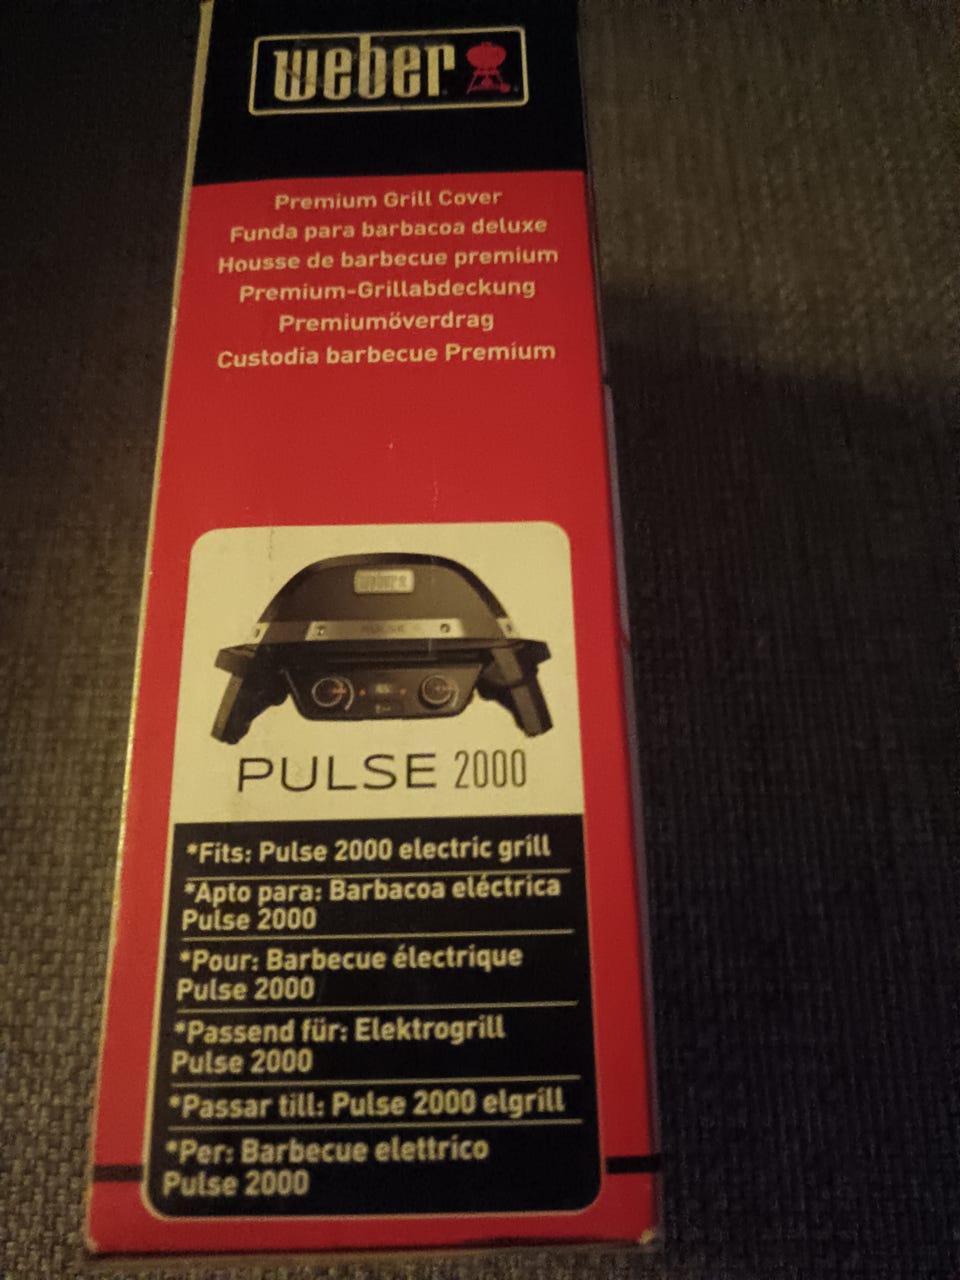 weber
Premium Grill Cover
Funda para barbacoa deluxe
Housse de barbecue premium
Premium-Grillabdeckung
Premiumöverdrag
Custodia barbecue Premium
weber
PULSE 2000
*Fits: Pulse 2000 electric grill
*Apto para: Barbacoa eléctrica
Pulse 2000
*Pour: Barbecue électrique
Pulse 2000
*Passend für: Elektrogrill
Pulse 2000
*Passar till: Pulse 2000 elgrill
*Per: Barbecue elettrico
Pulse 2000